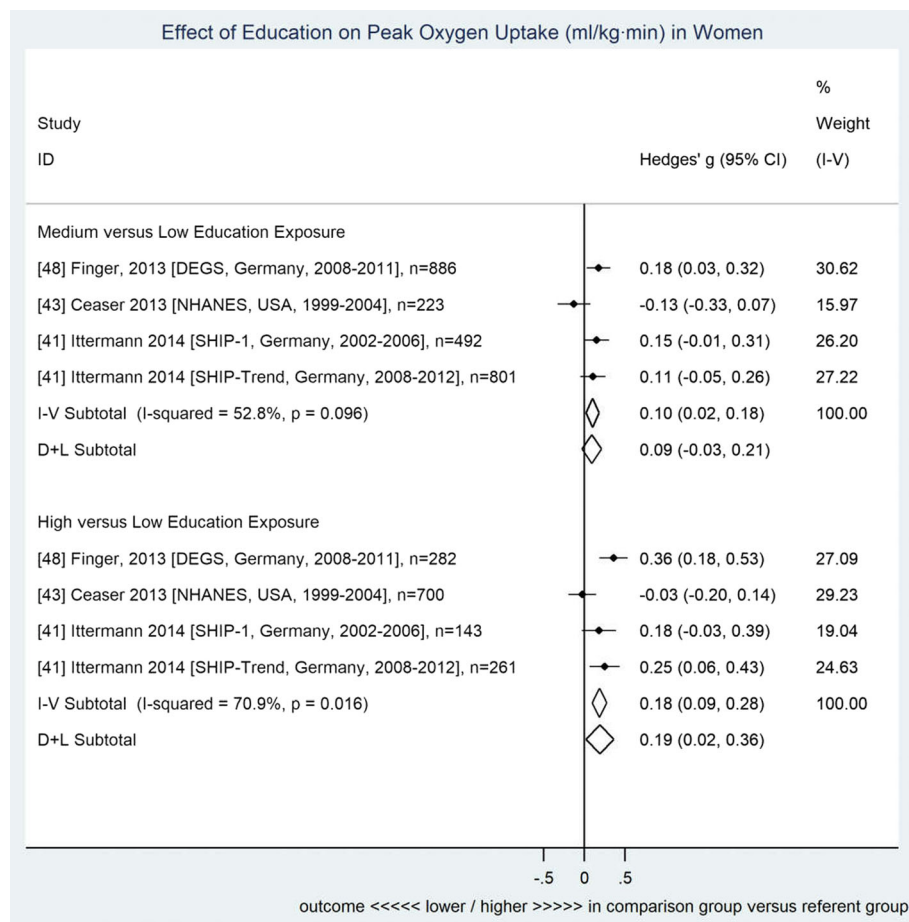 Effect of Education on Peak Oxygen Uptake (ml/kg·min) in Women
%
Study Weight
ID Hedges' g (95% CI) (I-V)
Medium versus Low Education Exposure
[48] Finger, 2013 [DEGS, Germany, 2008-2011], n=886 0.18 (0.03, 0.32) 30.62
[43] Ceaser 2013 [NHANES, USA, 1999-2004], n=223 -0.13 (-0.33, 0.07) 15.97
[41] Ittermann 2014 [SHIP-1, Germany, 2002-2006], n=492 0.15 (-0.01, 0.31) 26.20
[41] Ittermann 2014 [SHIP-Trend, Germany, 2008-2012], n=801 0.11 (-0.05, 0.26) 27.22
I-V Subtotal (I-squared = 52.8%, p = 0.096) 0.10 (0.02, 0.18) 100.00
D+L Subtotal 0.09 (-0.03, 0.21)
High versus Low Education Exposure
[48] Finger, 2013 [DEGS, Germany, 2008-2011], n=282 0.36 (0.18, 0.53) 27.09
[43] Ceaser 2013 [NHANES, USA, 1999-2004], n=700 -0.03 (-0.20, 0.14) 29.23
[41] Ittermann 2014 [SHIP-1, Germany, 2002-2006], n=143 0.18 (-0.03, 0.39) 19.04
[41] Ittermann 2014 [SHIP-Trend, Germany, 2008-2012], n=261 0.25 (0.06, 0.43) 24.63
I-V Subtotal (I-squared = 70.9%, p = 0.016) 0.18 (0.09, 0.28) 100.00
D+L Subtotal 0.19 (0.02, 0.36)
-.5 0 .5
outcome <<<<< lower / higher >>>>> in comparison group versus referent group